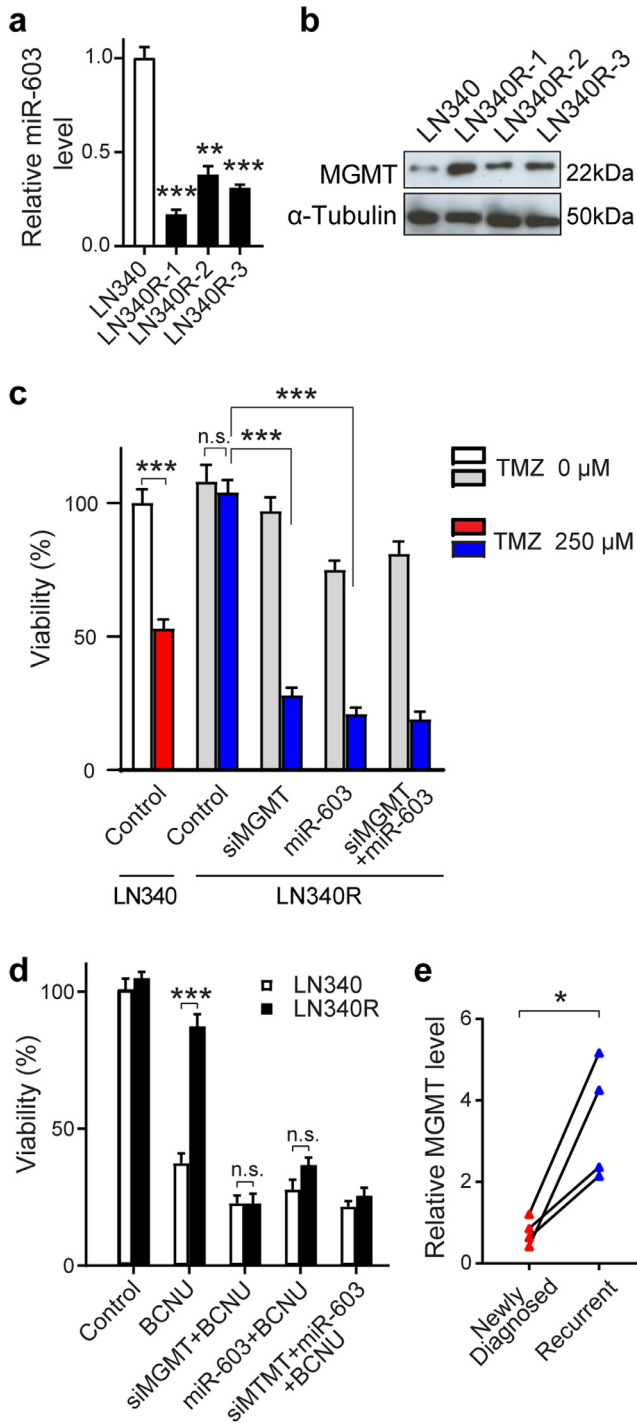 a
Relative miR-603
level
1.0
0.5
0.0
***
**
***
LN340
LN340R-1
LN340R-2
LN340R-3
b
LN340
LN340R-1
LN340R-2
LN340R-3
MGMT
22kDa
α-Tubulin
50kDa
c
Viability (%)
100
50
0
***
n.s.
***
***
TMZ 0 μM
TMZ 250 μM
Control
Control
siMGMT
miR-603
siMGMT
+miR-603
LN340
LN340R
d
Viability (%)
100
50
0
***
n.s.
n.s.
LN340
LN340R
Control
BCNU
siMGMT+BCNU
miR-603+BCNU
siMTMT+miR-603
+BCNU
e
Relative MGMT level
6
4
2
0
*
Newly
Diagnosed
Recurrent